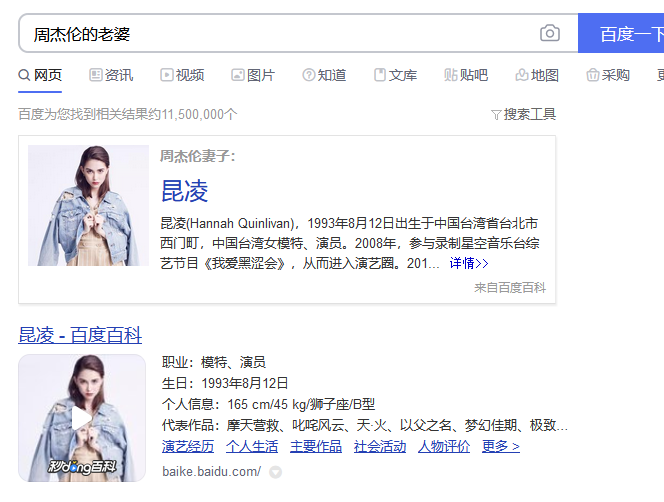 周杰伦的老婆
百度一下
网页 资讯 视频 图片 知道 文库 贴吧 地图 采购 更
百度为您找到相关结果约11,500,000个
搜索工具
周杰伦妻子：
昆凌
昆凌(Hannah Quinlivan)，1993年8月12日出生于中国台湾省台北市
西门町，中国台湾女模特、演员。2008年，参与录制星空音乐台综
艺节目《我爱黑涩会》，从而进入演艺圈。201... 详情>>
来自百度百科
昆凌 - 百度百科
职业：模特、演员
生日：1993年8月12日
个人信息：165 cm/45 kg/狮子座/B型
代表作品：摩天营救、叱咤风云、天·火、以父之名、梦幻佳期、极致...
演艺经历 个人生活 主要作品 社会活动 人物评价 更多 >
秒dǒng百科
baike.baidu.com/